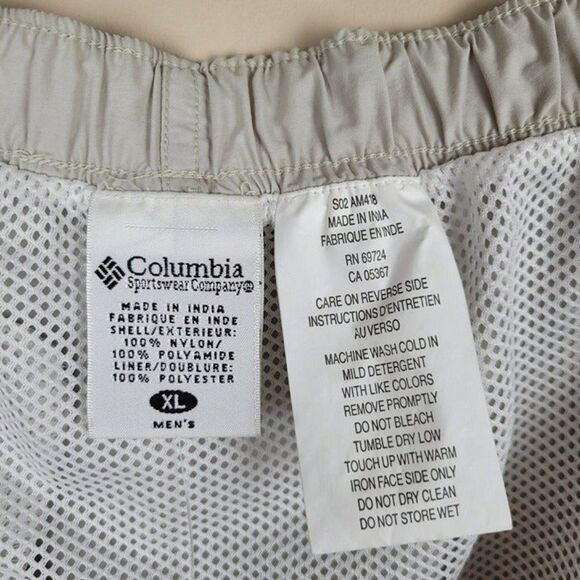 Columbia
Sportswear Company®
MADE IN INDIA
FABRIQUE EN INDE
SHELL/EXTERIEUR:
100% NYLON/
100% POLYAMIDE
LINER/DOUBLURE:
100% POLYESTER
XL
MEN'S
S02 AM418
MADE IN INDIA
FABRIQUE EN INDE
RN 69724
CA 05367
CARE ON REVERSE SIDE
INSTRUCTIONS D'ENTRETIEN
AU VERSO
MACHINE WASH COLD IN
MILD DETERGENT
WITH LIKE COLORS
REMOVE PROMPTLY
DO NOT BLEACH
TUMBLE DRY LOW
TOUCH UP WITH WARM
IRON FACE SIDE ONLY
DO NOT DRY CLEAN
DO NOT STORE WET